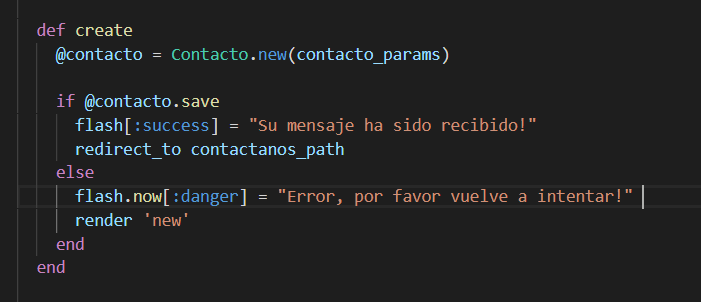 def create
@contacto = Contacto.new(contacto_params)
if @contacto.save
flash[:success] = "Su mensaje ha sido recibido!"
redirect_to contactanos_path
else
flash.now[:danger] = "Error, por favor vuelve a intentar!"
render 'new'
end
end